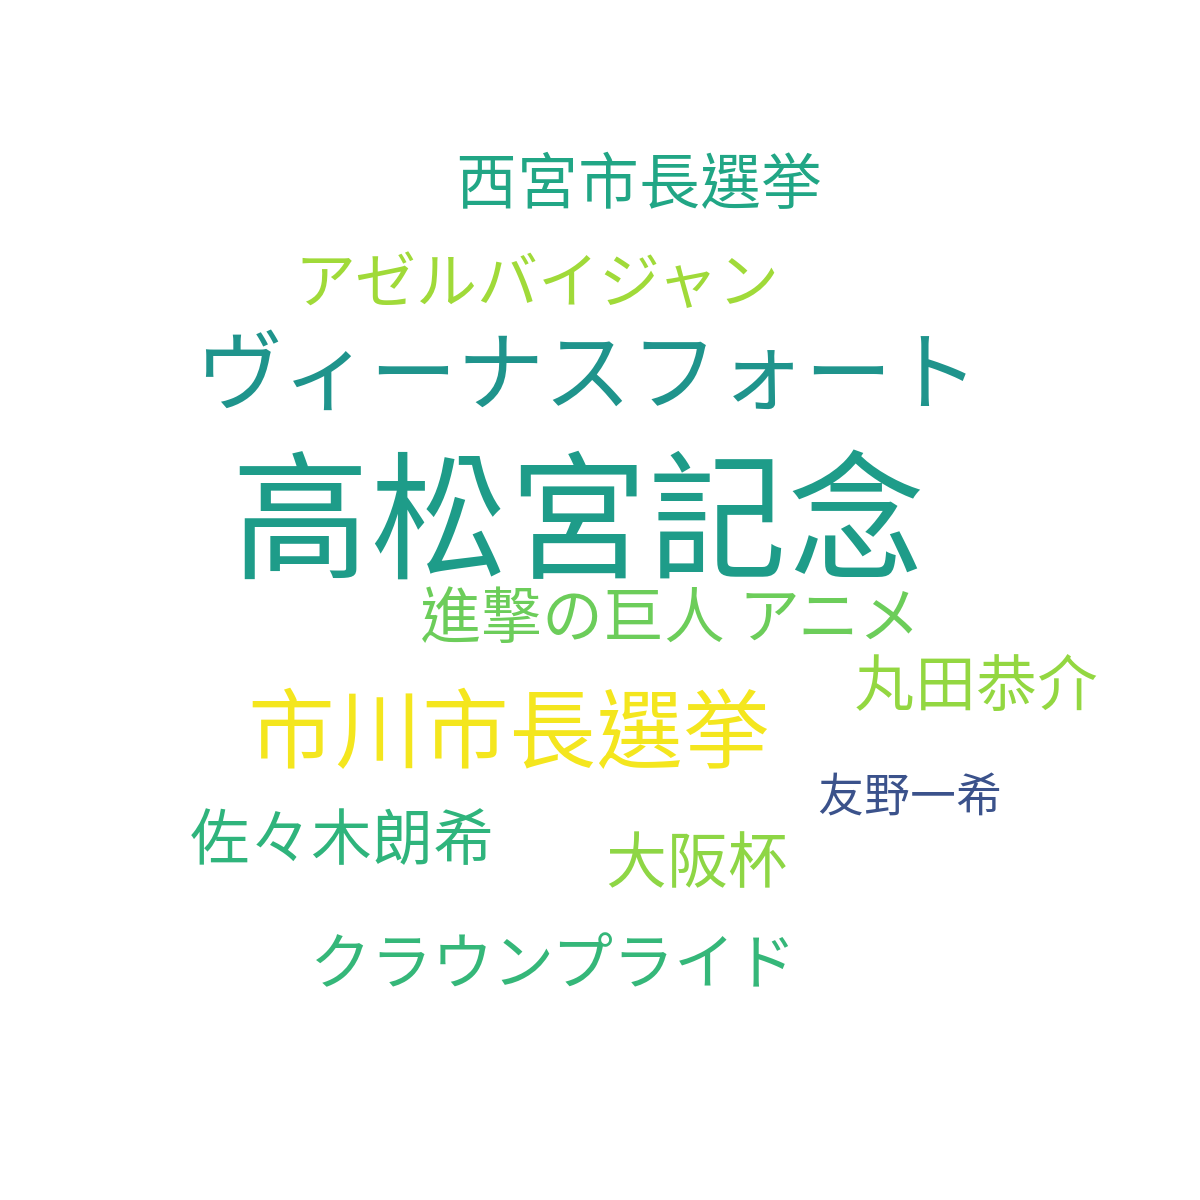 西宮市長選挙
アゼルバイジャン
ヴィーナスフォート
高松宮記念
進撃の巨人 アニメ
丸田恭介
市川市長選挙
友野一希
佐々木朗希
大阪杯
クラウンプライド